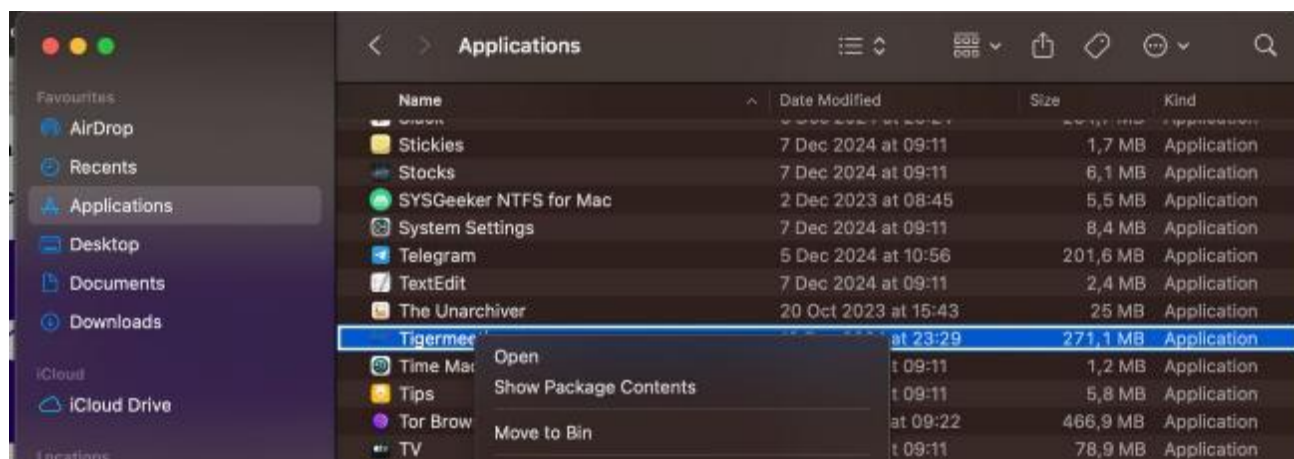 Applications
Favourites
AirDrop
Recents
Applications
Desktop
Documents
Downloads
iCloud
iCloud Drive
Locations
Name Date Modified Size Kind
Stickies 7 Dec 2024 at 09:11 1,7 MB Application
Stocks 7 Dec 2024 at 09:11 6,1 MB Application
SYSGeeker NTFS for Mac 2 Dec 2023 at 08:45 5,5 MB Application
System Settings 7 Dec 2024 at 09:11 8,4 MB Application
Telegram 5 Dec 2024 at 10:56 201,6 MB Application
TextEdit 7 Dec 2024 at 09:11 2,4 MB Application
The Unarchiver 20 Oct 2023 at 15:43 25 MB Application
Tigermee at 23:29 271,1 MB Application
Time Mac t 09:11 1,2 MB Application
Tips t 09:11 5,8 MB Application
Tor Brow at 09:22 466,9 MB Application
TV t 09:11 78,9 MB Application
Open
Show Package Contents
Move to Bin